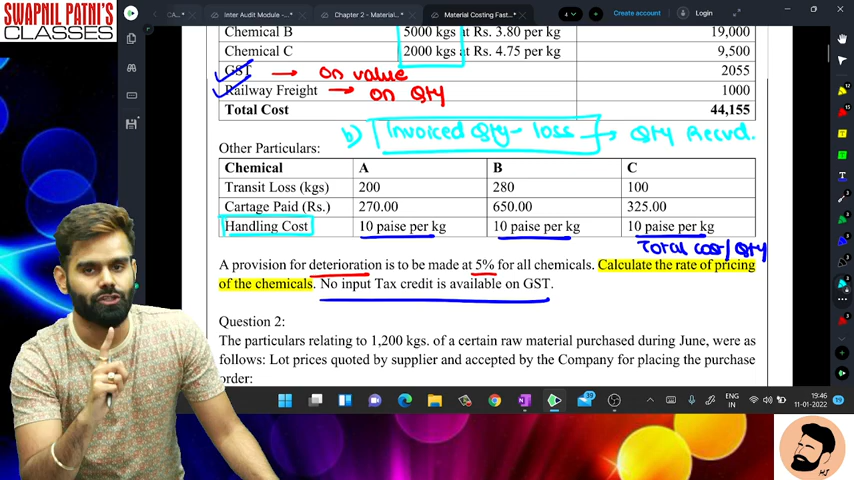 SWAPNIL PATNI'S
CLASSES
Inter Audit Module -...
Chapter 2 - Material...*
Material Costing Fast...*
Create account
Login
Chemical B 5000 kgs at Rs. 3.80 per kg 19,000
Chemical C 2000 kgs at Rs. 4.75 per kg 9,500
GST → on value 2055
Railway Freight → on Qty 1000
Total Cost 44,155
b) Invoiced Qty - loss → Qty Recvd.
Other Particulars:
Chemical A B C
Transit Loss (kgs) 200 280 100
Cartage Paid (Rs.) 270.00 650.00 325.00
Handling Cost 10 paise per kg 10 paise per kg 10 paise per kg
Total cost/Qty
A provision for deterioration is to be made at 5% for all chemicals. Calculate the rate of pricing
of the chemicals. No input Tax credit is available on GST.
Question 2:
The particulars relating to 1,200 kgs. of a certain raw material purchased during June, were as
follows: Lot prices quoted by supplier and accepted by the Company for placing the purchase
order:
ENG
IN
19:46
11-01-2022